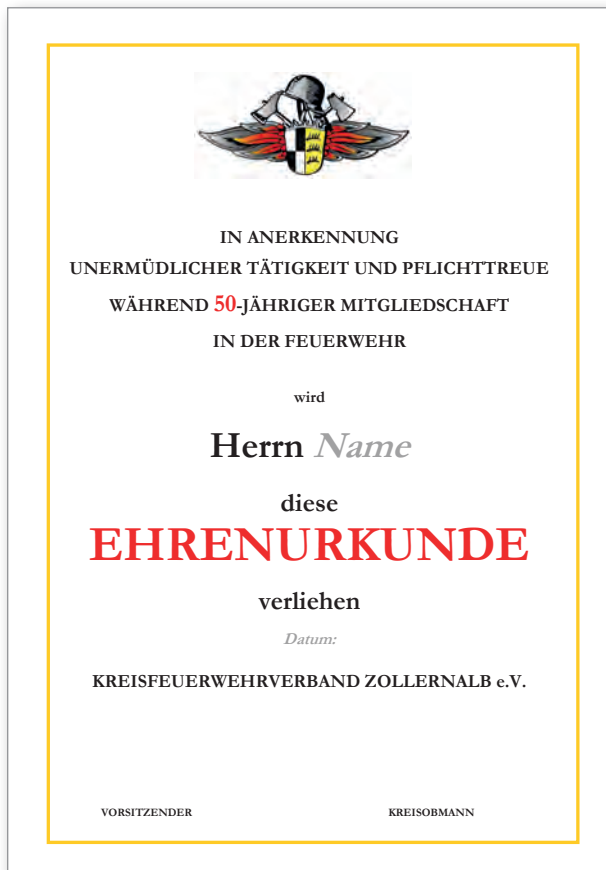 IN ANERKENNUNG
UNERMÜDLICHER TÄTIGKEIT UND PFLICHTTREUE
WÄHREND 50-JÄHRIGER MITGLIEDSCHAFT
IN DER FEUERWEHR
wird
Herrn Name
diese
EHRENURKUNDE
verliehen
Datum:
KREISFEUERWEHRVERBAND ZOLLERNALB e.V.
VORSITZENDER KREISOBMANN